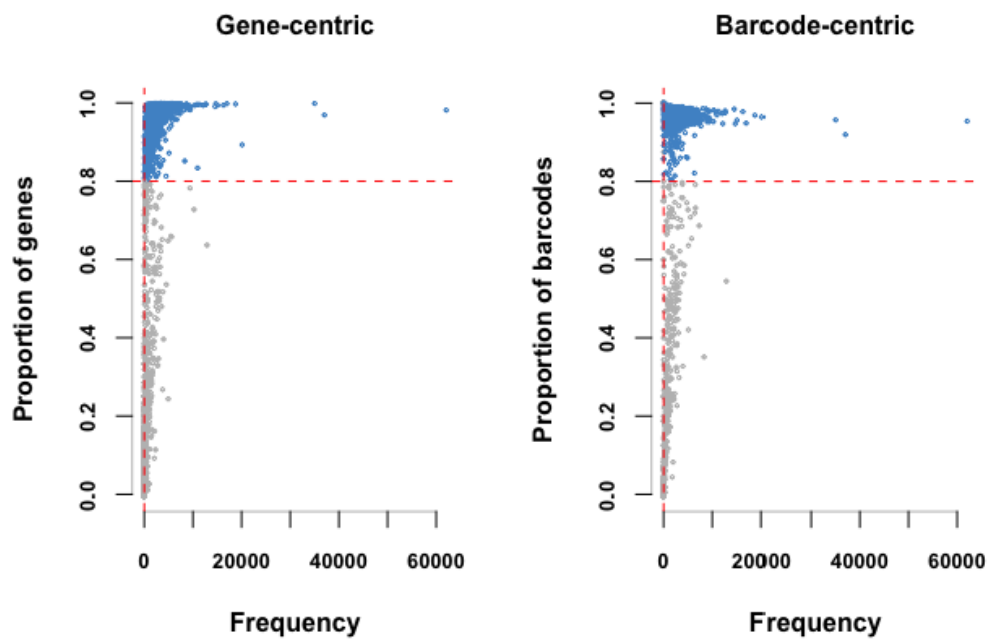 Gene-centric
Proportion of genes
1.0
0.8
0.6
0.4
0.2
0.0
0 20000 40000 60000
Frequency
Barcode-centric
Proportion of barcodes
1.0
0.8
0.6
0.4
0.2
0.0
0 20000 40000 60000
Frequency